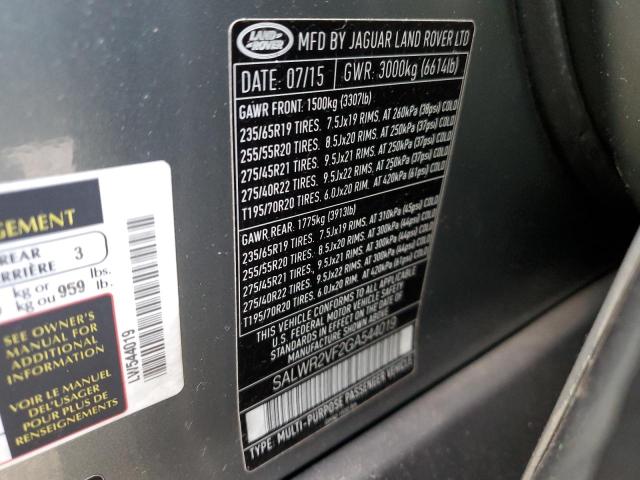 LAND ROVER
MFD BY JAGUAR LAND ROVER LTD
DATE: 07/15 GWR: 3000kg (6614lb)
GAWR FRONT: 1500kg (3307lb)
235/65R19 TIRES. 7.5Jx19 RIMS. AT 260kPa (38psi) COLD
255/55R20 TIRES. 8.5Jx20 RIMS. AT 250kPa (37psi) COLD
275/45R21 TIRES. 9.5Jx21 RIMS. AT 250kPa (37psi) COLD
275/40R22 TIRES. 9.5Jx22 RIMS. AT 250kPa (37psi) COLD
T195/70R20 TIRES. 6.0Jx20 RIM. AT 420kPa (61psi) COLD
GAWR REAR: 1775kg (3913lb)
235/65R19 TIRES. 7.5Jx19 RIMS. AT 310kPa (45psi) COLD
255/55R20 TIRES. 8.5Jx20 RIMS. AT 300kPa (44psi) COLD
275/45R21 TIRES. 9.5Jx21 RIMS. AT 300kPa (44psi) COLD
275/40R22 TIRES. 9.5Jx22 RIMS. AT 300kPa (44psi) COLD
T195/70R20 TIRES. 6.0Jx20 RIM. AT 420kPa (61psi) COLD
THIS VEHICLE CONFORMS TO ALL APPLICABLE
U.S. FEDERAL MOTOR VEHICLE SAFETY
STANDARDS IN EFFECT ON THE DATE OF
MANUFACTURE SHOWN ABOVE
SALWR2VF2GA544019
TYPE: MULTI-PURPOSE PASSENGER VEHICLE
GEMENT
REAR 3
RRIÈRE
kg or lbs.
kg ou 959 lb.
SEE OWNER'S
MANUAL FOR
ADDITIONAL
INFORMATION
VOIR LE MANUEL
DE L'USAGER
POUR PLUS DE
RENSEIGNEMENTS
LW544019